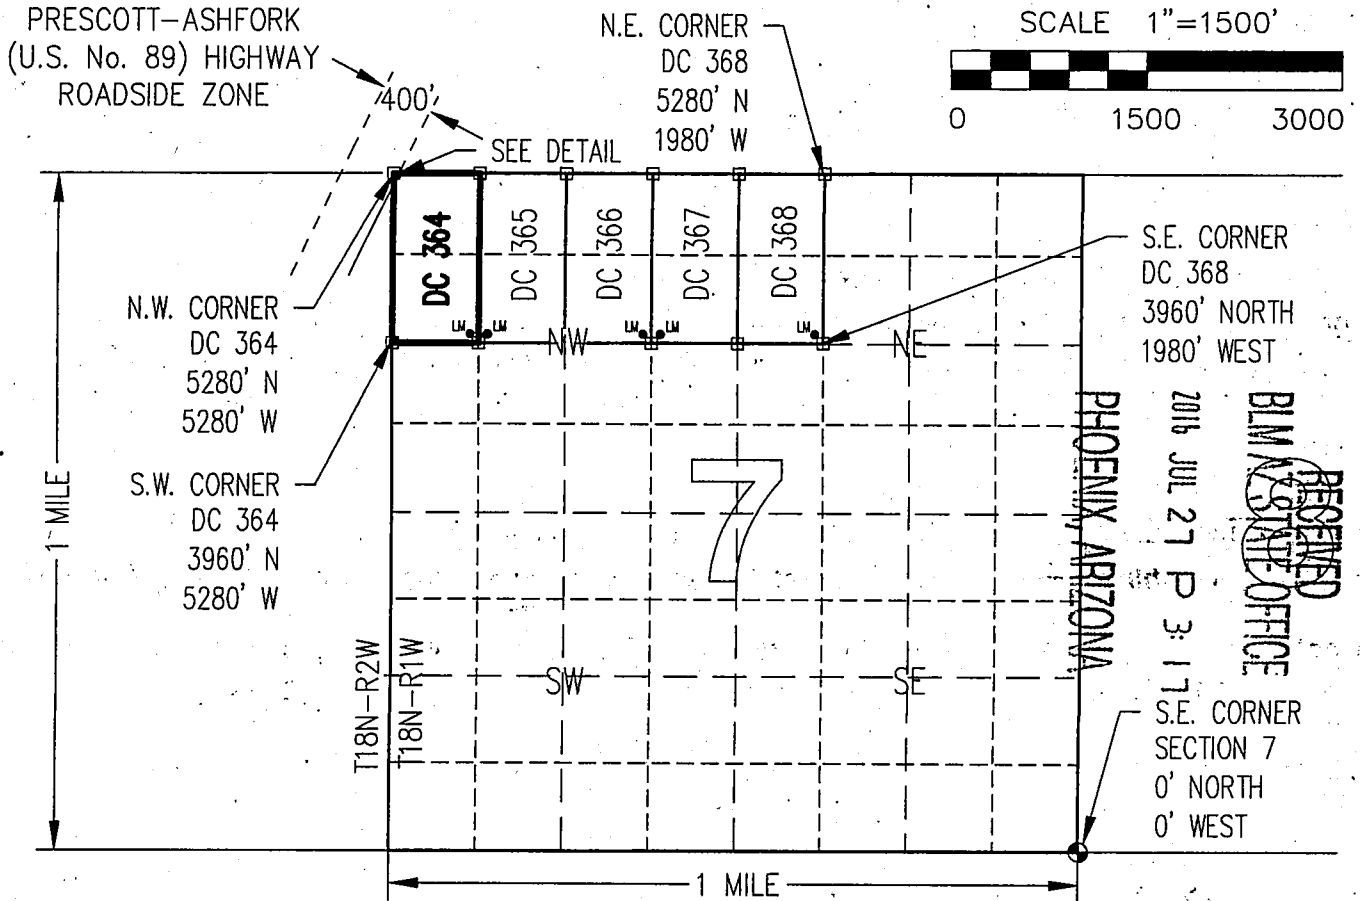 PRESCOTT-ASHFORK
(U.S. No. 89) HIGHWAY
ROADSIDE ZONE
400'
SEE DETAIL
N.E. CORNER
DC 368
5280' N
1980' W
SCALE 1"=1500'
0 1500 3000
DC 364
DC 365
DC 366
DC 367
DC 368
LM LM LM LM LM
N.W. CORNER
DC 364
5280' N
5280' W
S.W. CORNER
DC 364
3960' N
5280' W
S.E. CORNER
DC 368
3960' NORTH
1980' WEST
NW
NE
7
SW
SE
1 MILE
T18N-R2W
T18N-R1W
RECEIVED
BLM AZ STATE OFFICE
2016 JUL 27 P 3: 17
PHOENIX, ARIZONA
S.E. CORNER
SECTION 7
0' NORTH
0' WEST
1 MILE